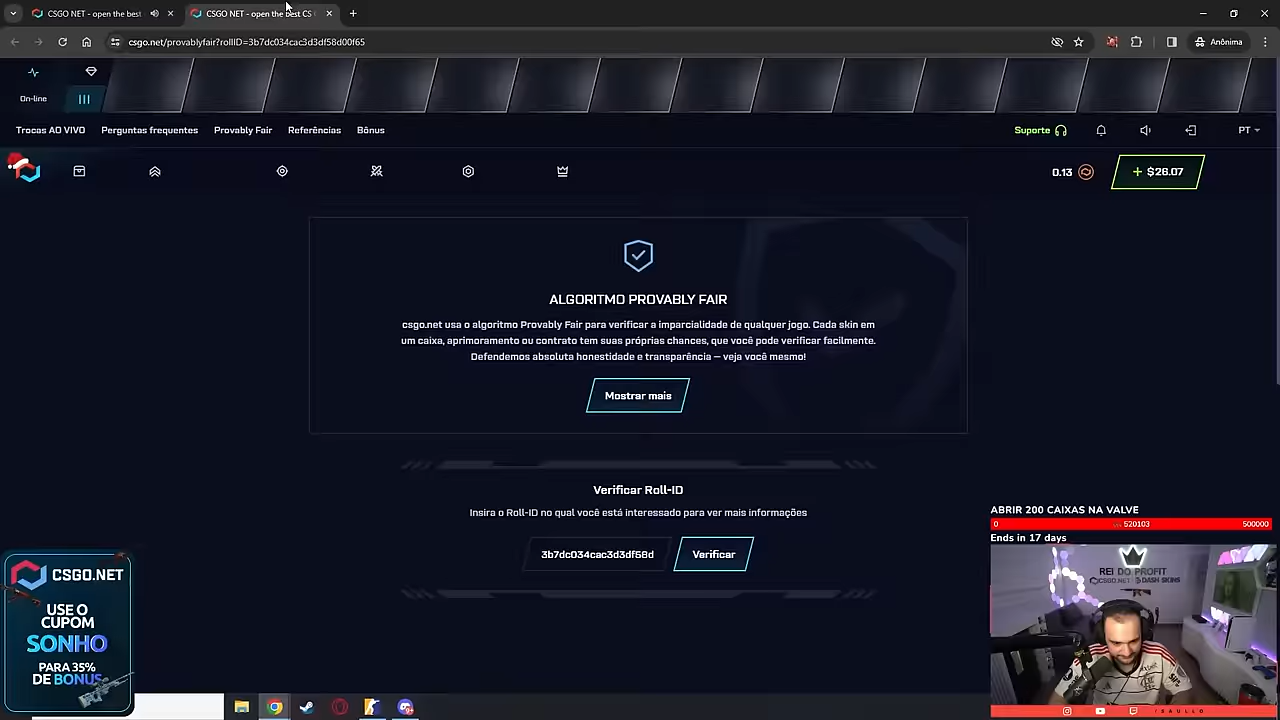 CSGO NET - open the best
CSGO NET - open the best CS
csgo.net/provablyfair?rollID=3b7dc034cac3d3df58d00f65
Anônima
On-line
Trocas AO VIVO
Perguntas frequentes
Provably Fair
Referências
Bônus
Suporte
PT
0.13
+ $26.07
ALGORITMO PROVABLY FAIR
csgo.net usa o algoritmo Provably Fair para verificar a imparcialidade de qualquer jogo. Cada skin em
um caixa, aprimoramento ou contrato tem suas próprias chances, que você pode verificar facilmente.
Defendemos absoluta honestidade e transparência — veja você mesmo!
Mostrar mais
Verificar Roll-ID
Insira o Roll-ID no qual você está interessado para ver mais informações
3b7dc034cac3d3df58d
Verificar
CSGO.NET
USE O
CUPOM
SONHO
PARA 35%
DE BONUS
ABRIR 200 CAIXAS NA VALVE
0
520103
500000
Ends in 17 days
REI DO PROFIT
CSGO.NET
DASH-SKINS
ISAULLO